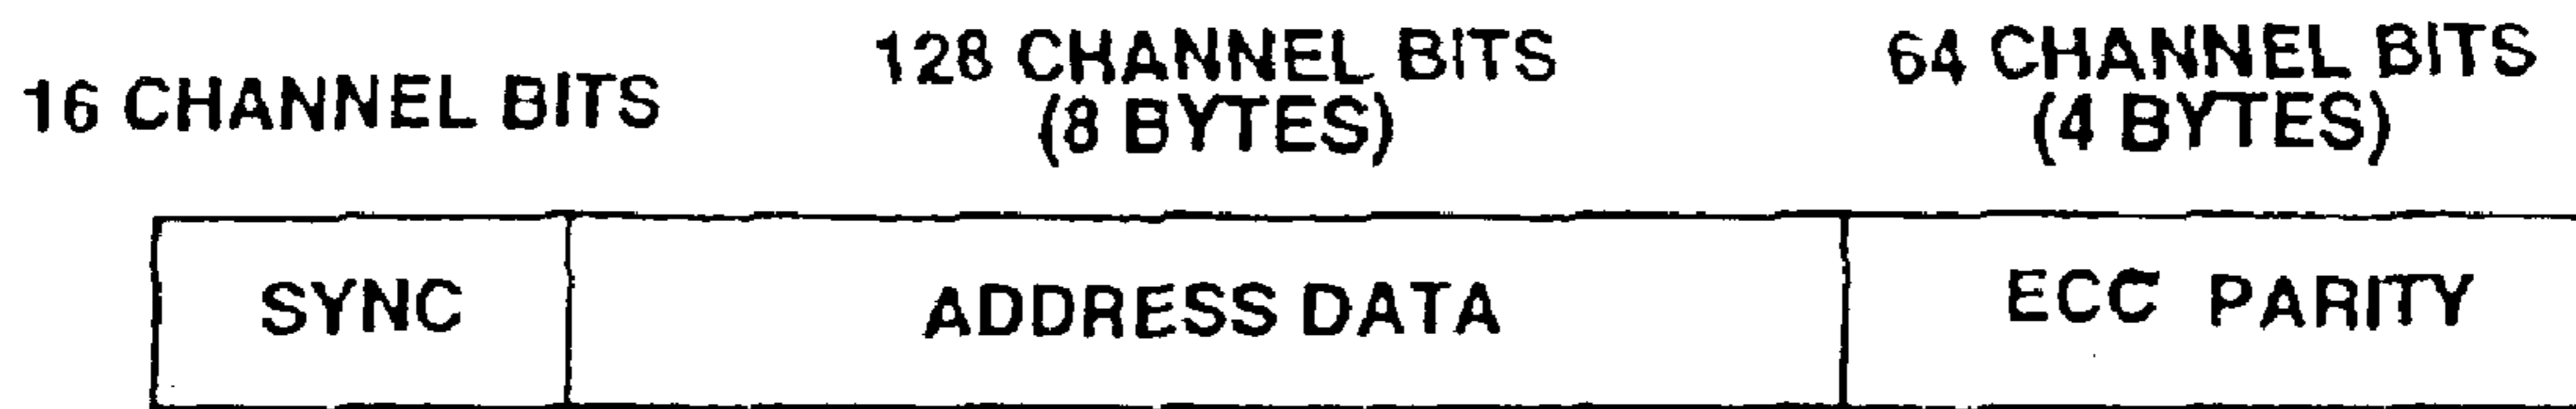 16 CHANNEL BITS
128 CHANNEL BITS
(8 BYTES)
64 CHANNEL BITS
(4 BYTES)
SYNC
ADDRESS DATA
ECC PARITY